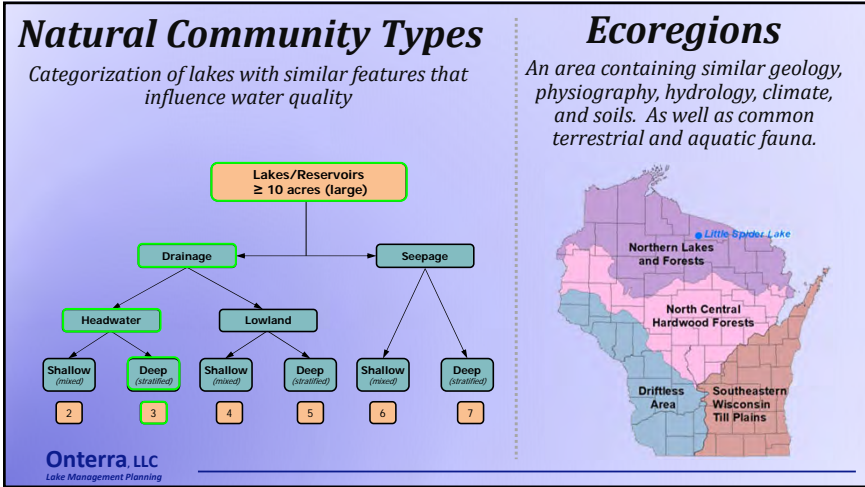 Natural Community Types
Categorization of lakes with similar features that
influence water quality
Lakes/Reservoirs
≥ 10 acres (large)
Drainage
Seepage
Headwater
Lowland
Shallow
(mixed)
Deep
(stratified)
Shallow
(mixed)
Deep
(stratified)
Shallow
(mixed)
Deep
(stratified)
2
3
4
5
6
7
Ecoregions
An area containing similar geology,
physiography, hydrology, climate,
and soils. As well as common
terrestrial and aquatic fauna.
Little Spider Lake
Northern Lakes
and Forests
North Central
Hardwood Forests
Driftless
Area
Southeastern
Wisconsin
Till Plains
Onterra, LLC
Lake Management Planning